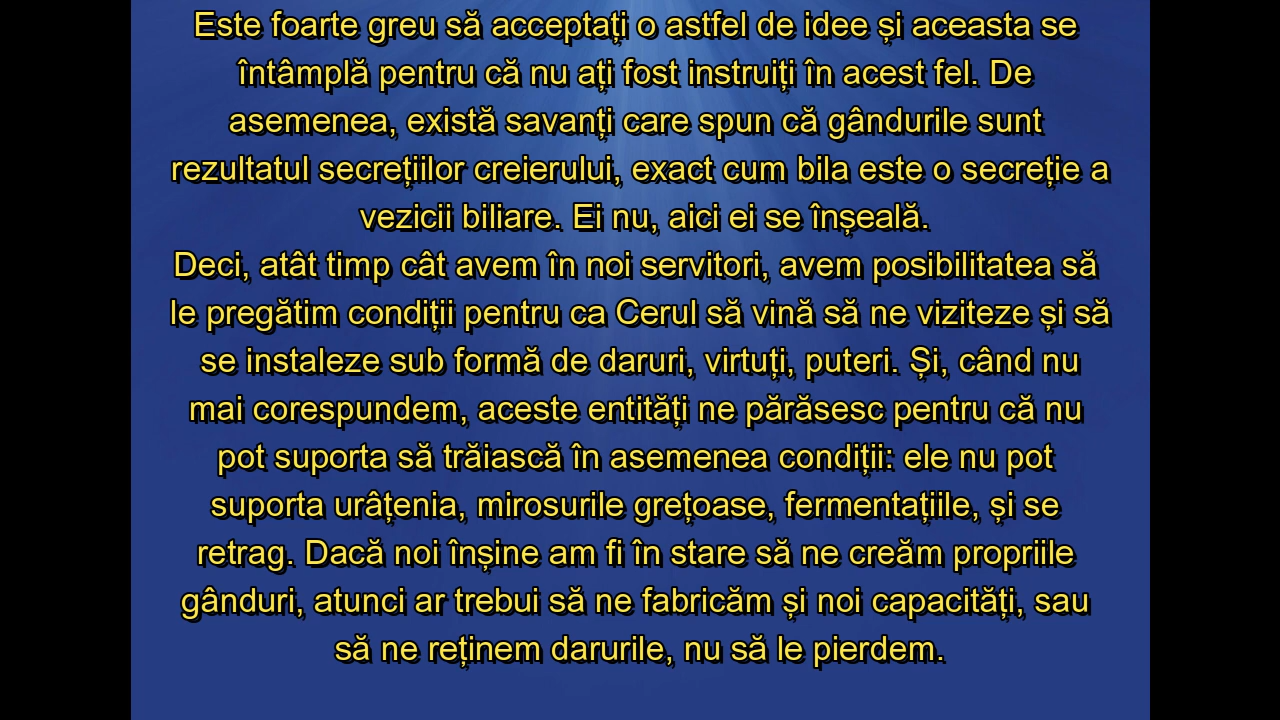 Este foarte greu să acceptați o astfel de idee și aceasta se
întâmplă pentru că nu ați fost instruiți în acest fel. De
asemenea, există savanți care spun că gândurile sunt
rezultatul secrețiilor creierului, exact cum bila este o secreție a
vezicii biliare. Ei nu, aici ei se înșeală.
Deci, atât timp cât avem în noi servitori, avem posibilitatea să
le pregătim condiții pentru ca Cerul să vină să ne viziteze și să
se instaleze sub formă de daruri, virtuți, puteri. Și, când nu
mai corespundem, aceste entități ne părăsesc pentru că nu
pot suporta să trăiască în asemenea condiții: ele nu pot
suporta urâțenia, mirosurile grețoase, fermentațiile, și se
retrag. Dacă noi înșine am fi în stare să ne creăm propriile
gânduri, atunci ar trebui să ne fabricăm și noi capacități, sau
să ne reținem darurile, nu să le pierdem.